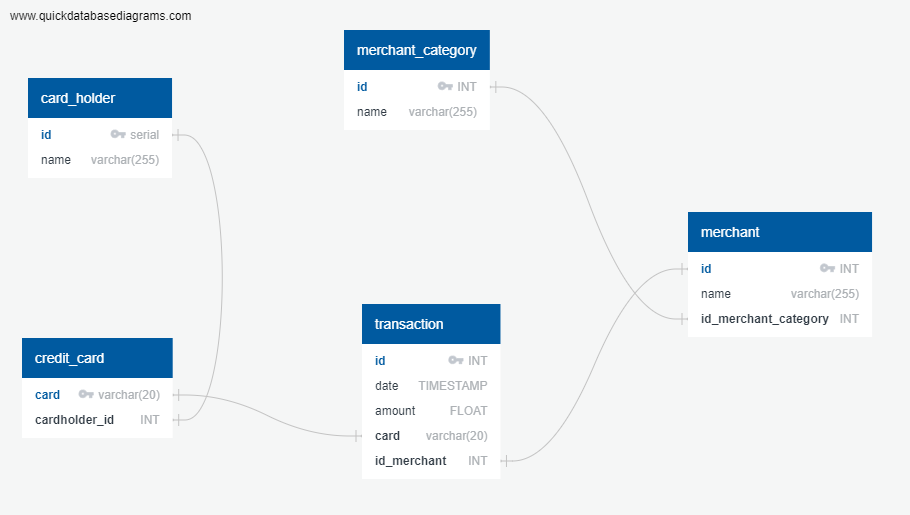 www.quickdatabasediagrams.com
merchant_category
id INT
name varchar(255)
card_holder
id serial
name varchar(255)
merchant
id INT
name varchar(255)
id_merchant_category INT
transaction
id INT
date TIMESTAMP
amount FLOAT
card varchar(20)
id_merchant INT
credit_card
card varchar(20)
cardholder_id INT